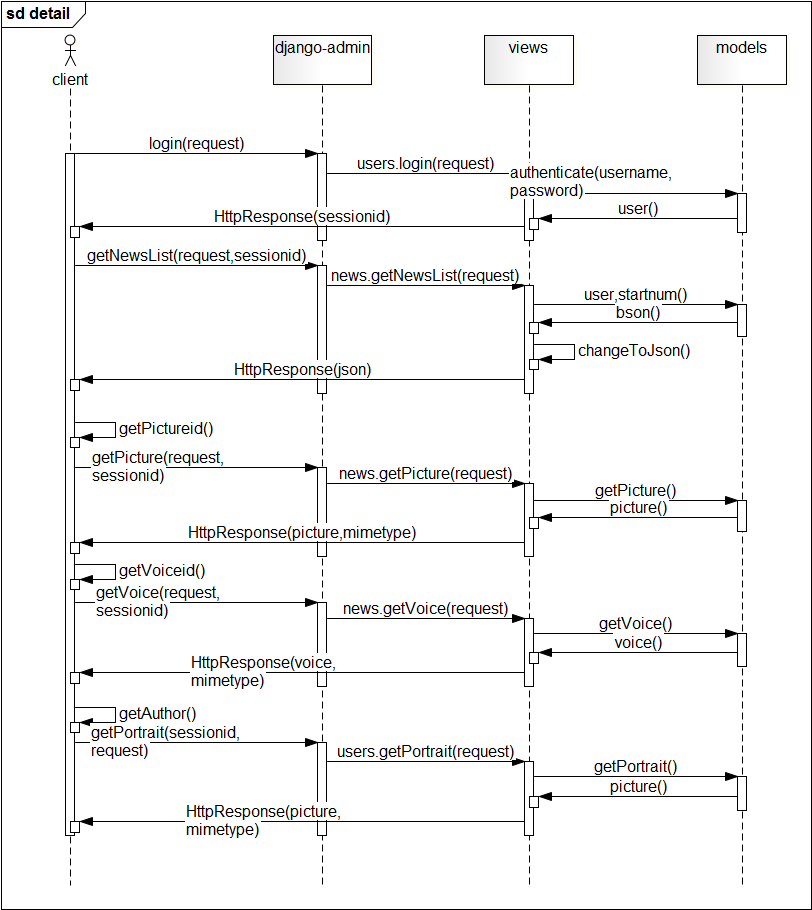 sd detail
client
django-admin
views
models
login(request)
users.login(request)
authenticate(username,
password)
user()
HttpResponse(sessionid)
getNewsList(request,sessionid)
news.getNewsList(request)
user,startnum()
bson()
changeToJson()
HttpResponse(json)
getPictureid()
getPicture(request,
sessionid)
news.getPicture(request)
getPicture()
picture()
HttpResponse(picture,mimetype)
getVoiceid()
getVoice(request,
sessionid)
news.getVoice(request)
getVoice()
voice()
HttpResponse(voice,
mimetype)
getAuthor()
getPortrait(sessionid,
request)
users.getPortrait(request)
getPortrait()
picture()
HttpResponse(picture,
mimetype)